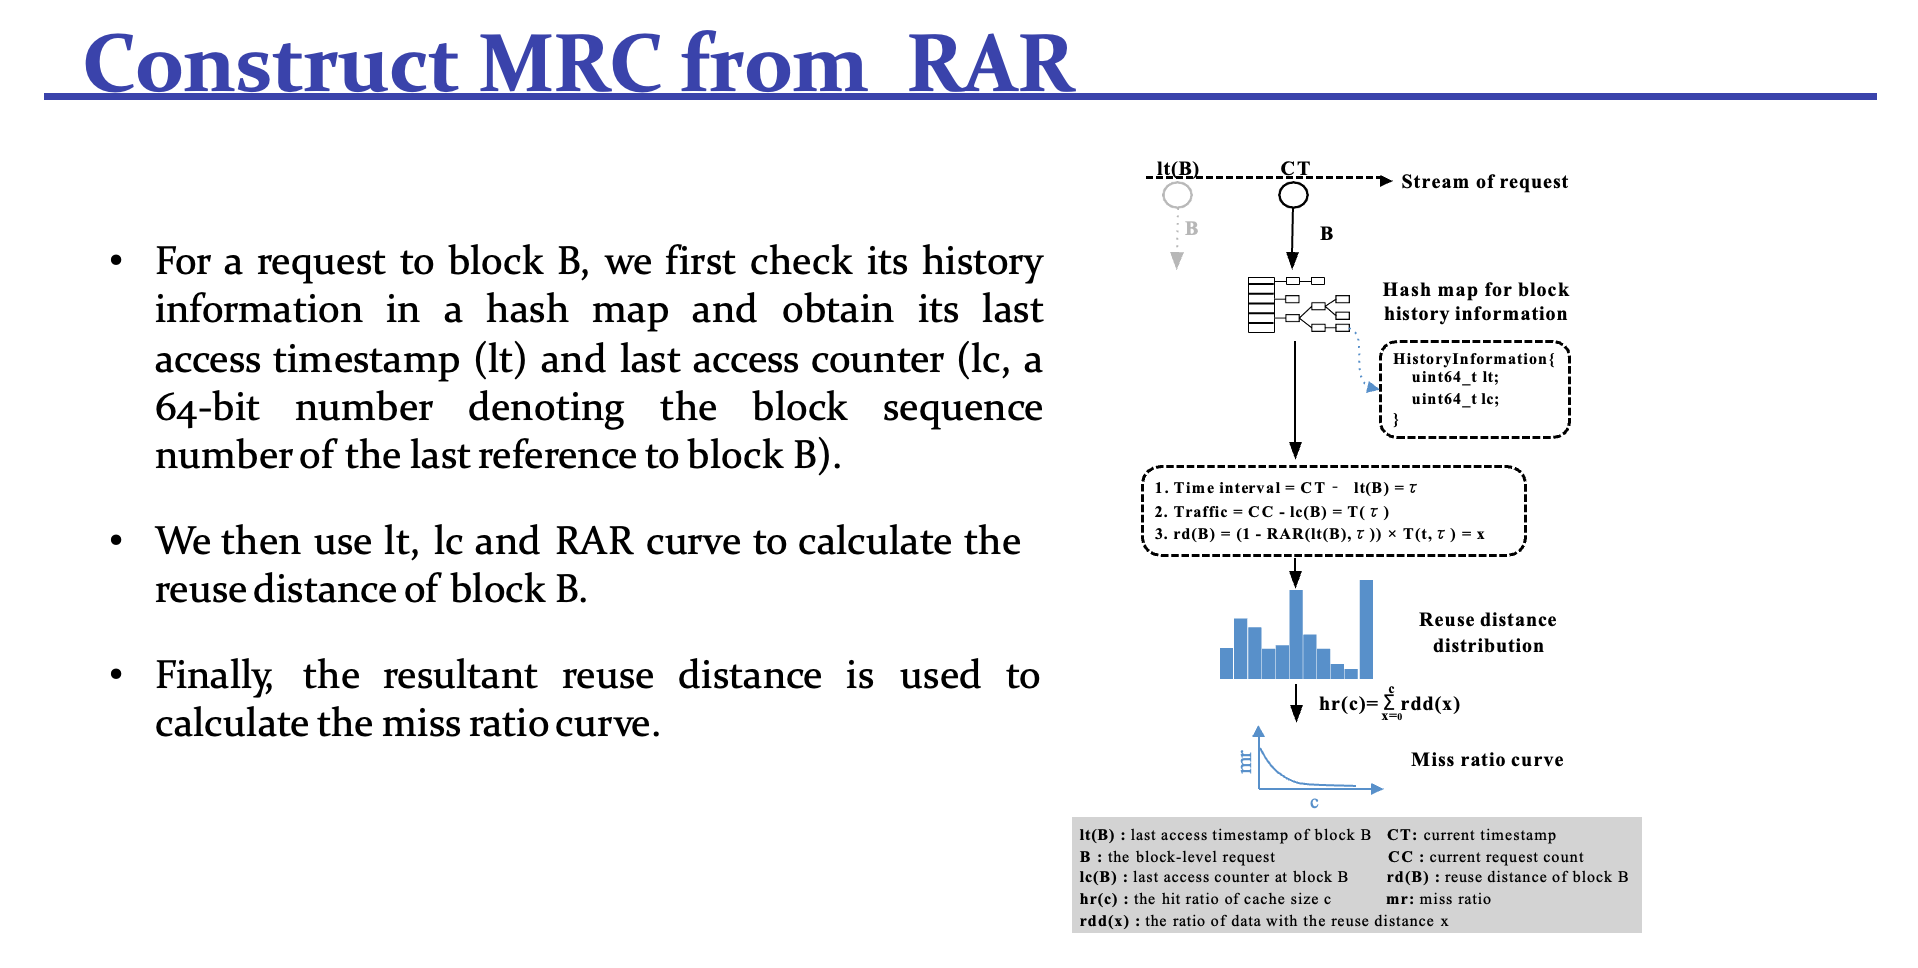 Construct MRC from RAR
• For a request to block B, we first check its history
information in a hash map and obtain its last
access timestamp (lt) and last access counter (lc, a
64-bit number denoting the block sequence
number of the last reference to block B).
• We then use lt, lc and RAR curve to calculate the
reuse distance of block B.
• Finally, the resultant reuse distance is used to
calculate the miss ratio curve.
lt(B) CT
Stream of request
B
B
Hash map for block
history information
HistoryInformation{
uint64_t lt;
uint64_t lc;
}
1. Time interval = CT - lt(B) = τ
2. Traffic = CC - lc(B) = T( τ )
3. rd(B) = (1 - RAR(lt(B), τ )) × T(t, τ ) = x
Reuse distance
distribution
c
hr(c)=Σrdd(x)
x=0
mr
Miss ratio curve
c
lt(B) : last access timestamp of block B CT: current timestamp
B : the block-level request CC : current request count
lc(B) : last access counter at block B rd(B) : reuse distance of block B
hr(c) : the hit ratio of cache size c mr: miss ratio
rdd(x) : the ratio of data with the reuse distance x